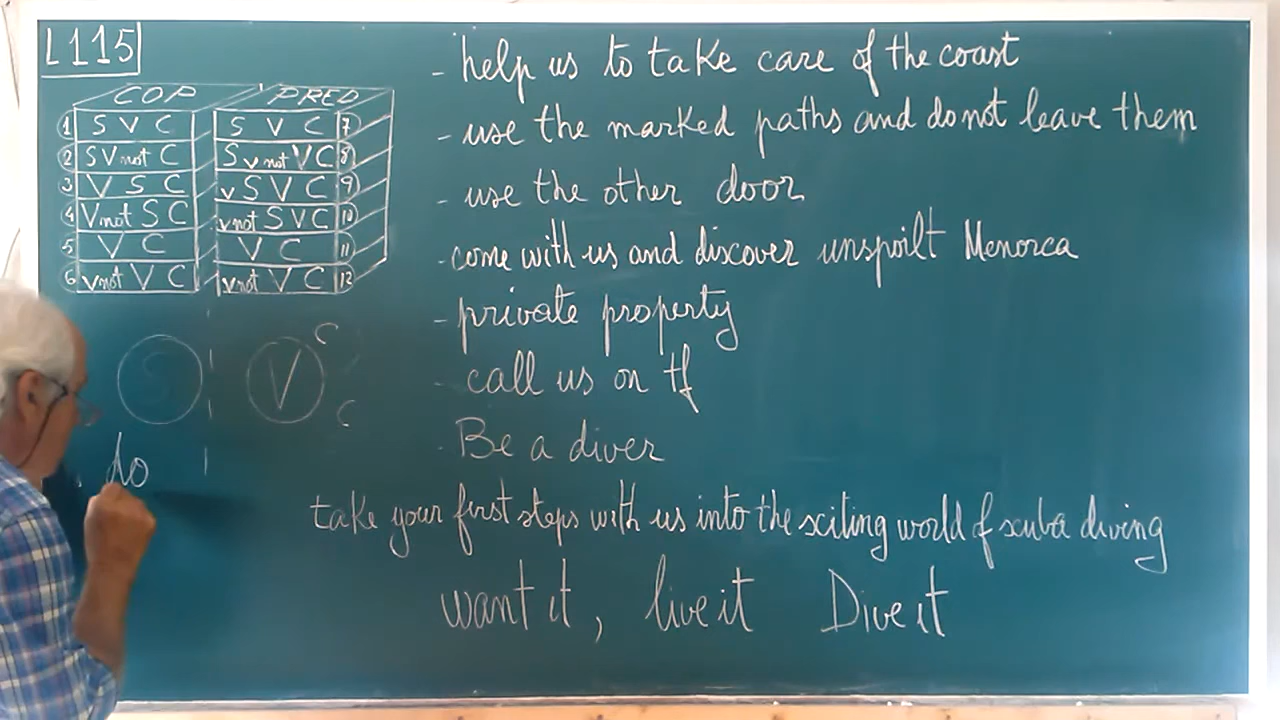 L115
COP PRED
1 S V C S V C 7
2 S V not C S v not V C 8
3 V S C v S V C 9
4 V not S C v not S V C 10
5 V C V C 11
6 v not V C v not V C 12
S V C
C
. do
- help us to take care of the coast
- use the marked paths and do not leave them
- use the other door
- come with us and discover unspoilt Menorca
- private property
- call us on tf
- Be a diver
take your first steps with us into the sciting world of scuba diving
want it, live it Dive it